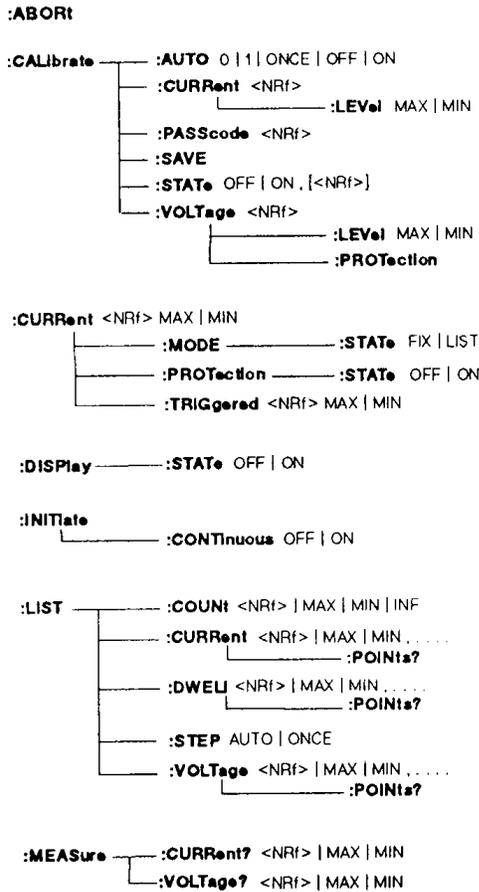 :ABORt
:CALIbrate :AUTO 0 | 1 | ONCE | OFF | ON
:CURRent <NRf>
:LEVel MAX | MIN
:PASScode <NRf>
:SAVE
:STATe OFF | ON , [<NRf>]
:VOLTage <NRf>
:LEVel MAX | MIN
:PROTection
:CURRent <NRf> MAX | MIN
:MODE :STATe FIX | LIST
:PROTection :STATe OFF | ON
:TRIGgered <NRf> MAX | MIN
:DISPlay :STATe OFF | ON
:INITiate
:CONTinuous OFF | ON
:LIST :COUNt <NRf> | MAX | MIN | INF
:CURRent <NRf> | MAX | MIN , . . . .
:POINts?
:DWELl <NRf> | MAX | MIN , . . . . .
:POINts?
:STEP AUTO | ONCE
:VOLTage <NRf> | MAX | MIN , . . . .
:POINts?
:MEASure :CURRent? <NRf> | MAX | MIN
:VOLTage? <NRf> | MAX | MIN